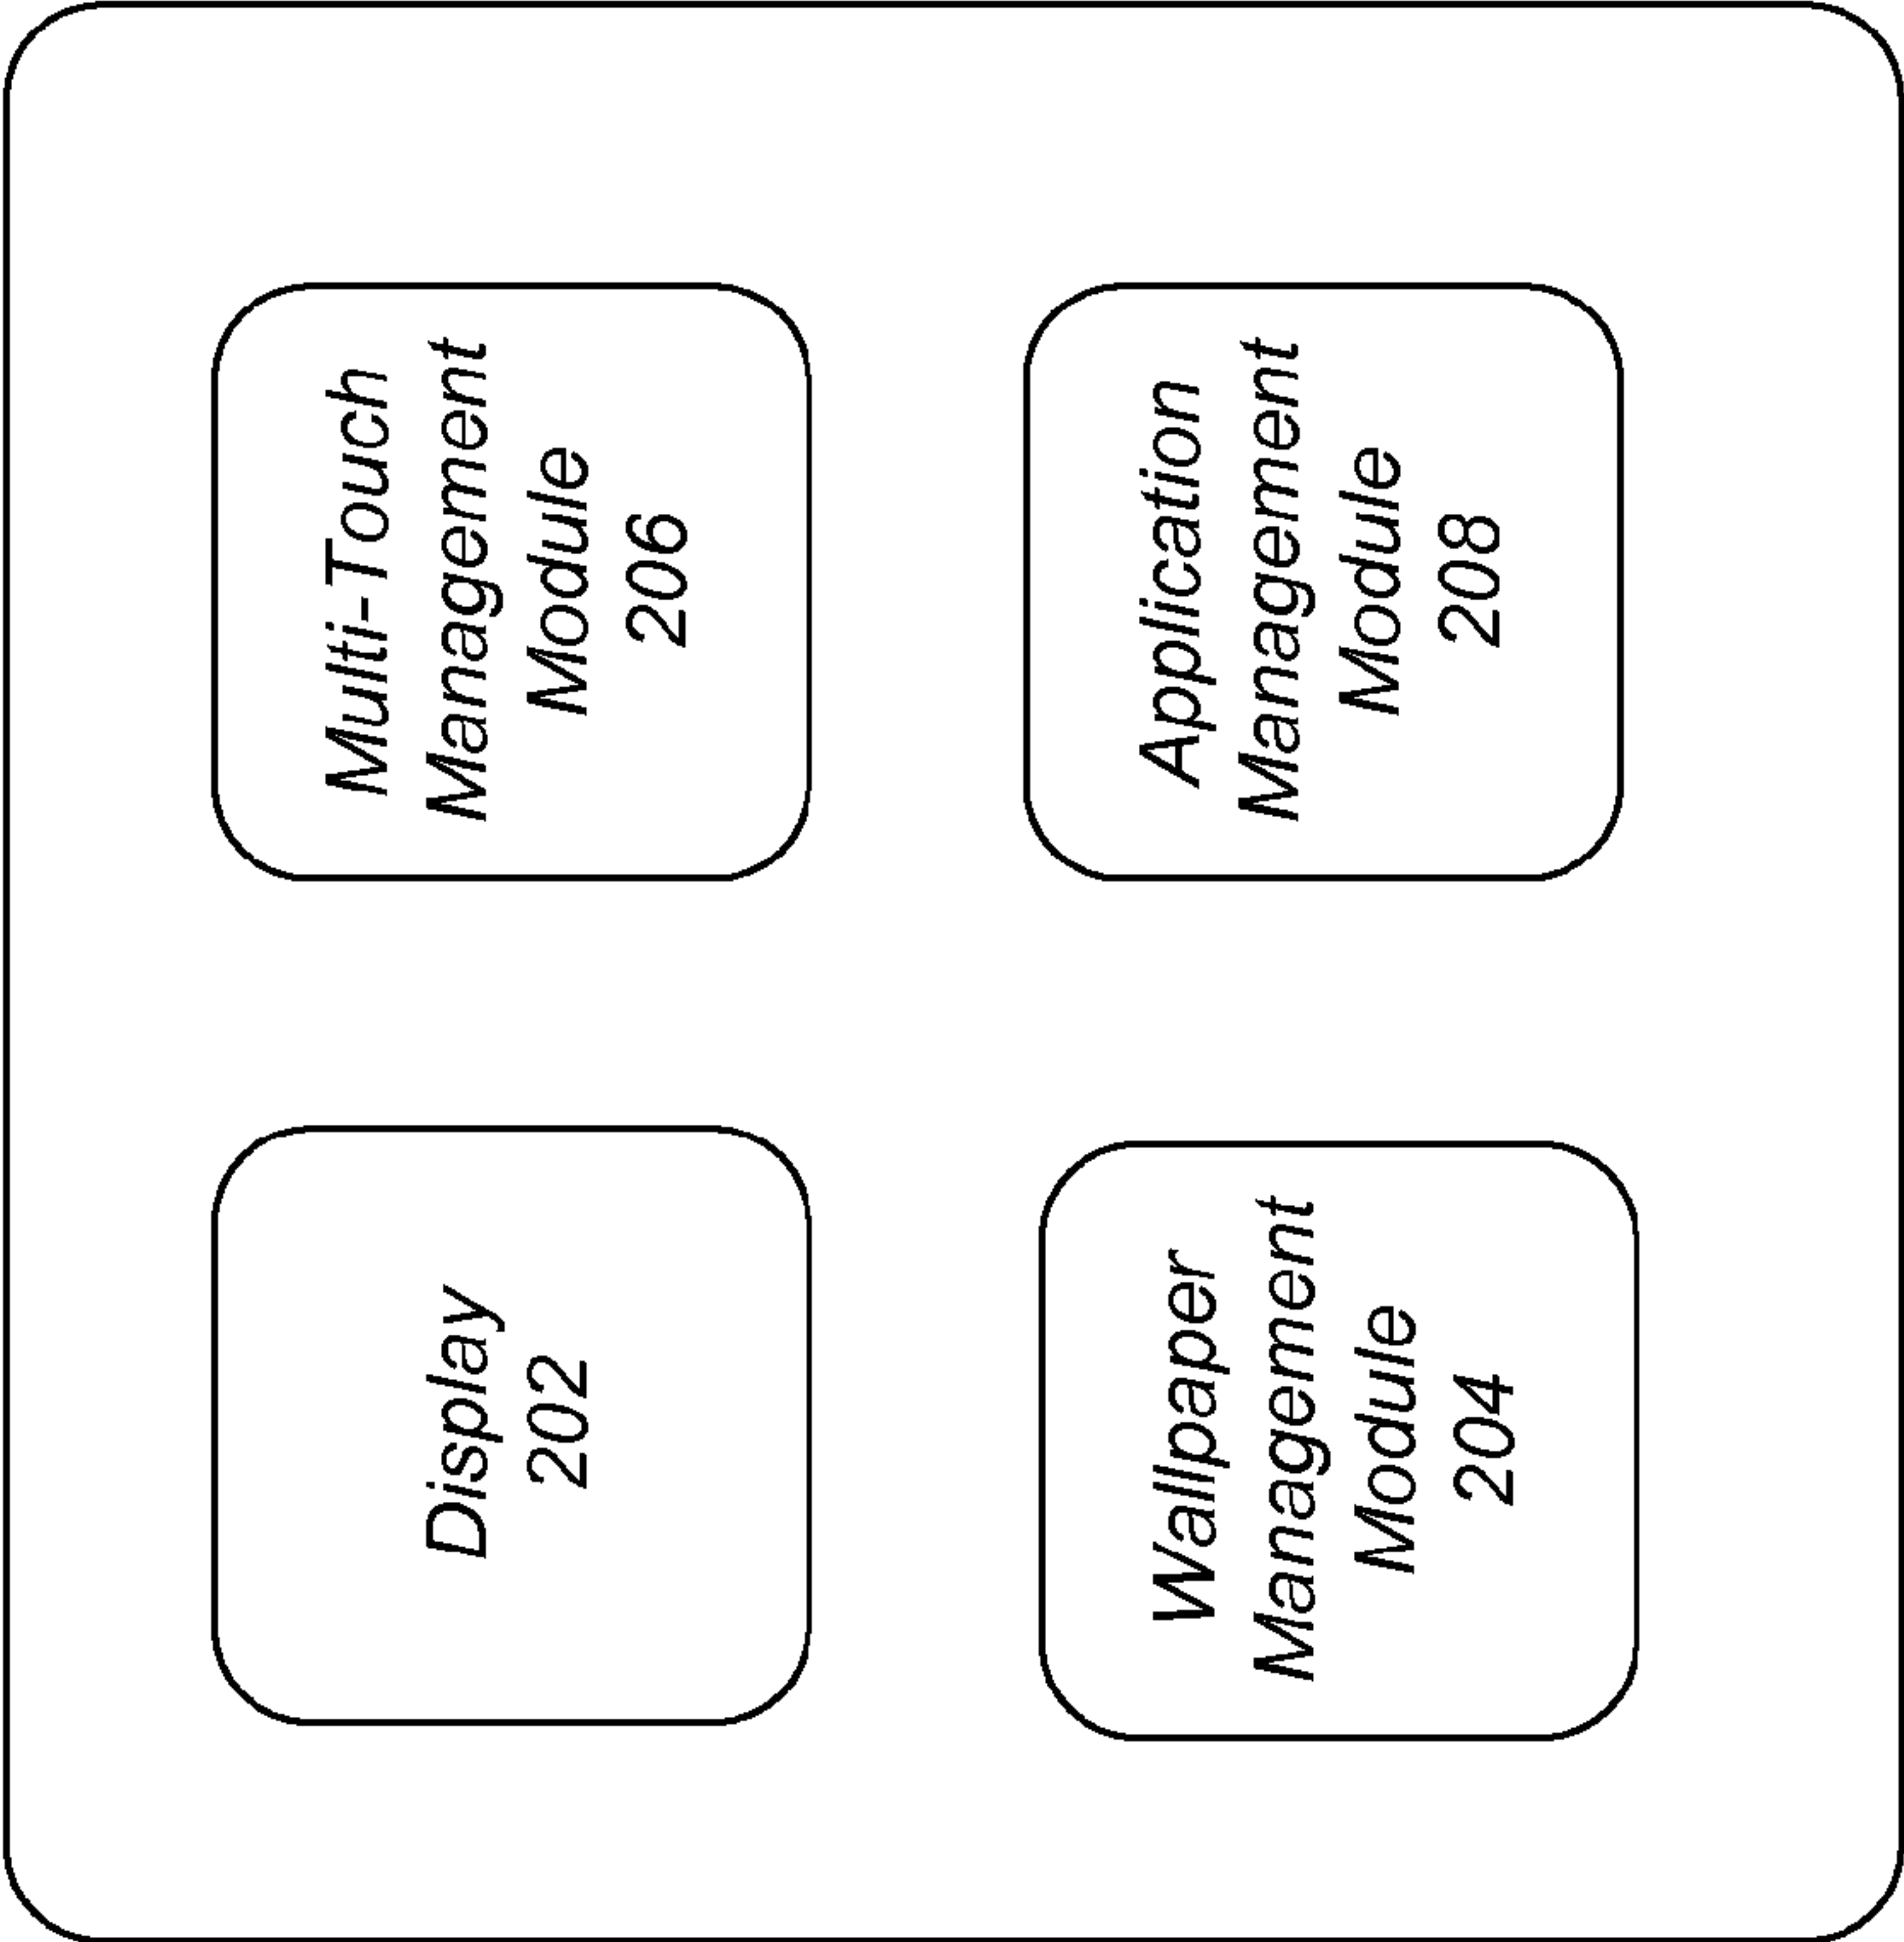 Display
202
Multi-Touch
Management
Module
206
Wallpaper
Management
Module
204
Application
Management
Module
208